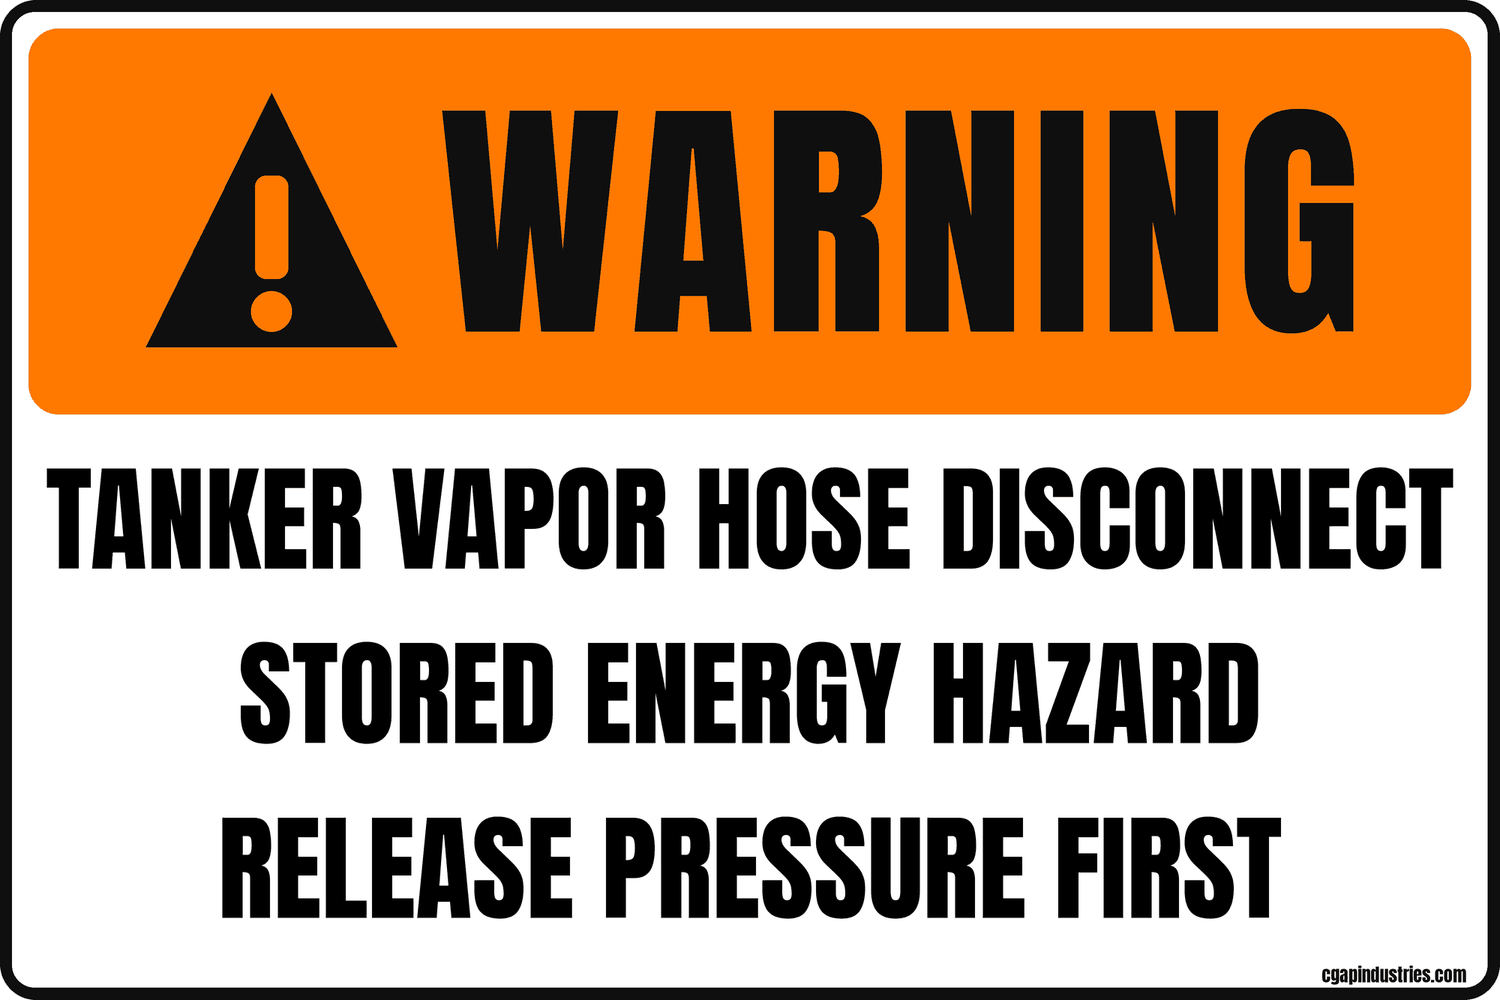 WARNING
TANKER VAPOR HOSE DISCONNECT
STORED ENERGY HAZARD
RELEASE PRESSURE FIRST
cgapindustries.com